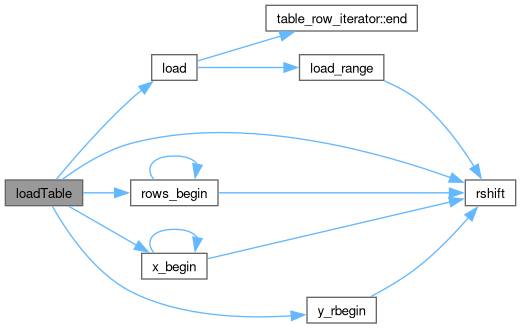 table_row_iterator::end
load
load_range
loadTable
rows_begin
rshift
x_begin
y_rbegin